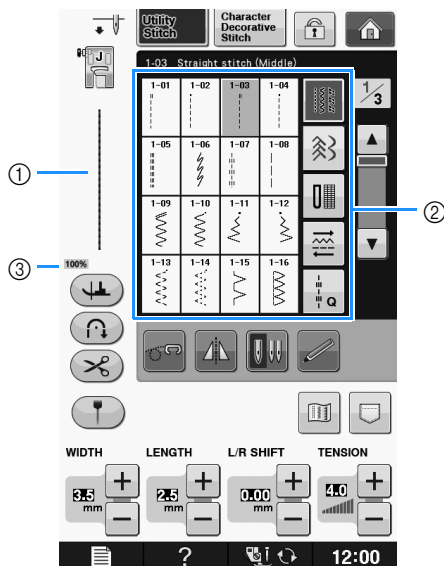 Utility Stitch
Character Decorative Stitch
J
1-03 Straight stitch (Middle)
1-01 1-02 1-03 1-04
1/3
1-05 1-06 1-07 1-08
①
②
1-09 1-10 1-11 1-12
③ 100%
1-13 1-14 1-15 1-16
Q
WIDTH LENGTH L/R SHIFT TENSION
3.5 mm + − 2.5 mm + − 0.00 mm + − 4.0 + −
? 12:00